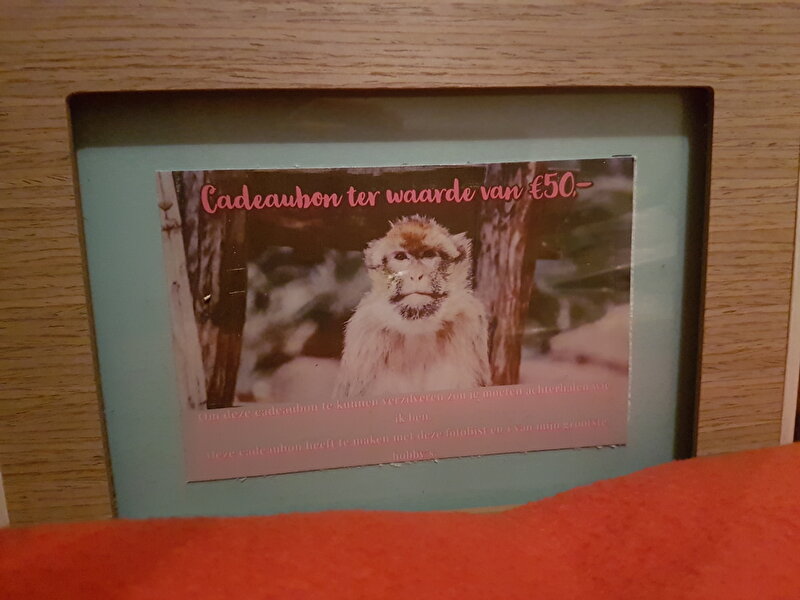 Cadeaubon ter waarde van €50,-
Om deze cadeaubon te kunnen verzilveren zou je moeten achterhalen wie
ik ben.
Deze cadeaubon heeft te maken met deze fotolijst en 1 van mijn grootste
hobby's.